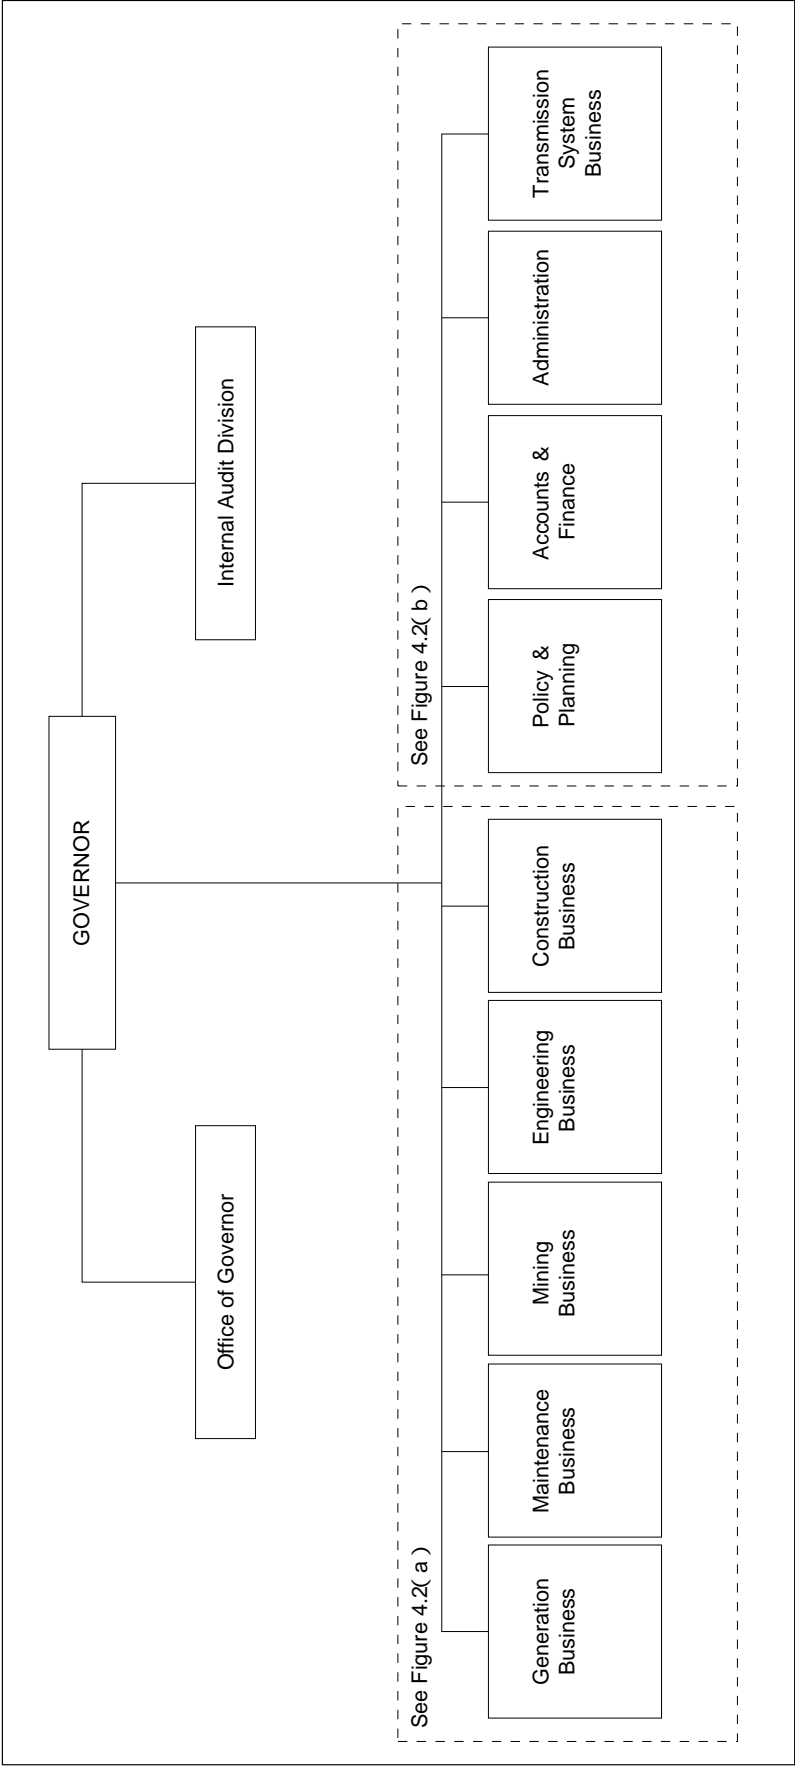 GOVERNOR
Office of Governor
Internal Audit Division
See Figure 4.2( a )
Generation
Business
Maintenance
Business
Mining
Business
Engineering
Business
Construction
Business
See Figure 4.2( b )
Policy &
Planning
Accounts &
Finance
Administration
Transmission
System
Business